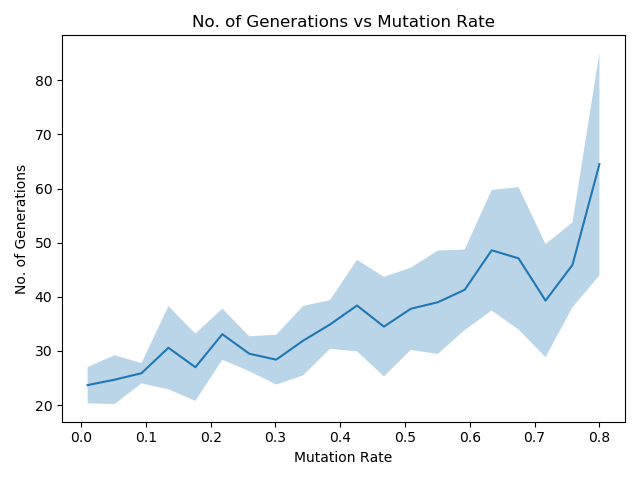 No. of Generations vs Mutation Rate
80
70
60
50
40
30
20
No. of Generations
0.0 0.1 0.2 0.3 0.4 0.5 0.6 0.7 0.8
Mutation Rate